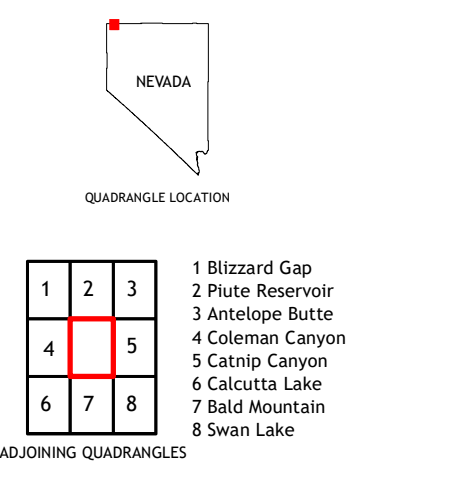 NEVADA
QUADRANGLE LOCATION
1 2 3
4 5
6 7 8
1 Blizzard Gap
2 Piute Reservoir
3 Antelope Butte
4 Coleman Canyon
5 Catnip Canyon
6 Calcutta Lake
7 Bald Mountain
8 Swan Lake
ADJOINING QUADRANGLES